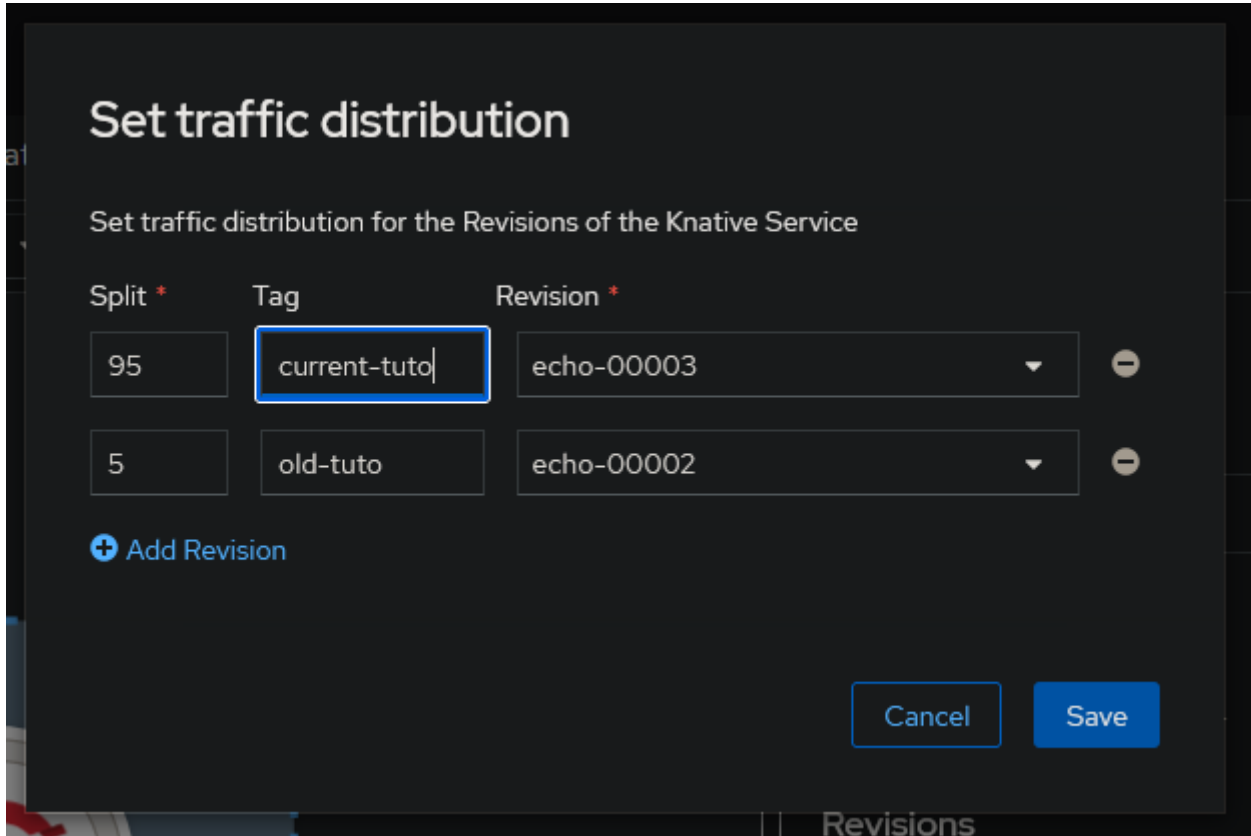 Set traffic distribution
Set traffic distribution for the Revisions of the Knative Service
Split * Tag Revision *
95 current-tuto echo-00003
5 old-tuto echo-00002
Add Revision
Cancel Save
Revisions